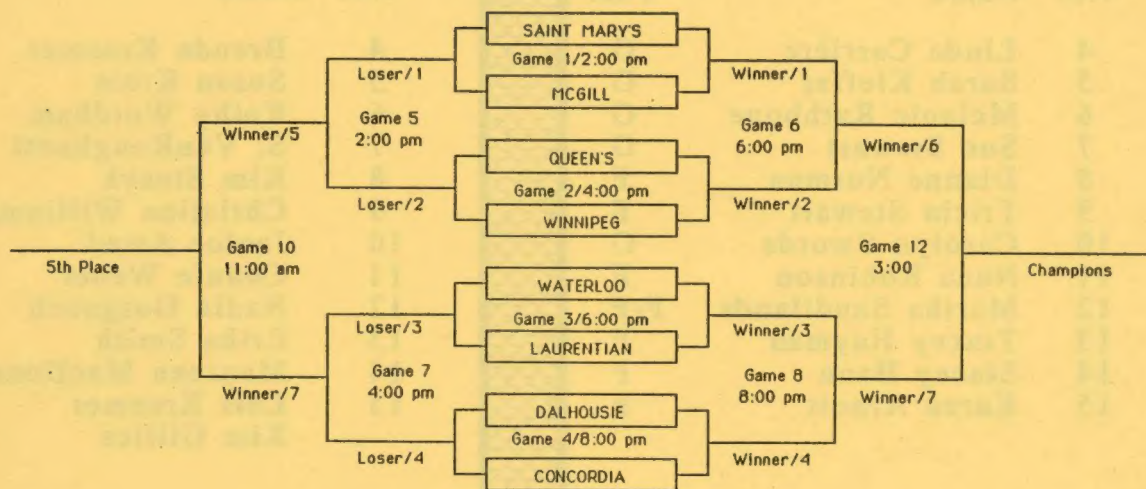 SAINT MARY'S
Game 1/2:00 pm
MCGILL
Loser/1
Winner/1
Game 5
2:00 pm
Game 6
6:00 pm
Winner/5
Winner/6
QUEEN'S
Game 2/4:00 pm
WINNIPEG
Loser/2
Winner/2
Game 10
11:00 am
5th Place
Game 12
3:00
Champions
WATERLOO
Game 3/6:00 pm
LAURENTIAN
Loser/3
Winner/3
Game 7
4:00 pm
Game 8
8:00 pm
Winner/7
Winner/7
DALHOUSIE
Game 4/8:00 pm
CONCORDIA
Loser/4
Winner/4